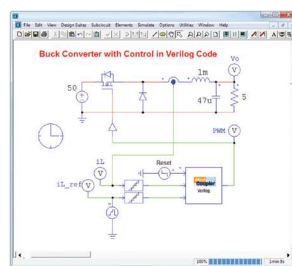 File Edit View Design Suites Subcircuit Elements Simulate Options Utilities Window Help
Buck Converter with Control in Verilog Code
Vo
V
1m
50
47u
5
PWM
V
iL
V
Reset
iL_ref
V
Coupler
Verilog
100%